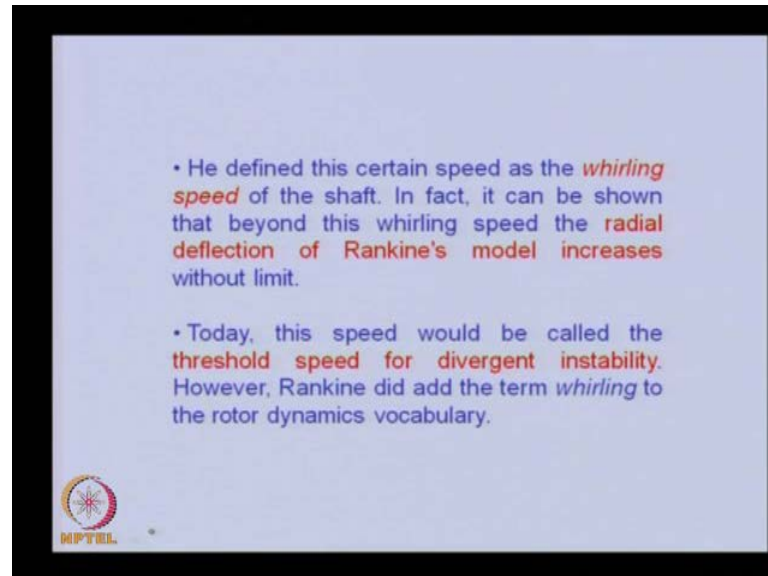 • He defined this certain speed as the whirling
speed of the shaft. In fact, it can be shown
that beyond this whirling speed the radial
deflection of Rankine's model increases
without limit.
• Today, this speed would be called the
threshold speed for divergent instability.
However, Rankine did add the term whirling to
the rotor dynamics vocabulary.
NPTEL